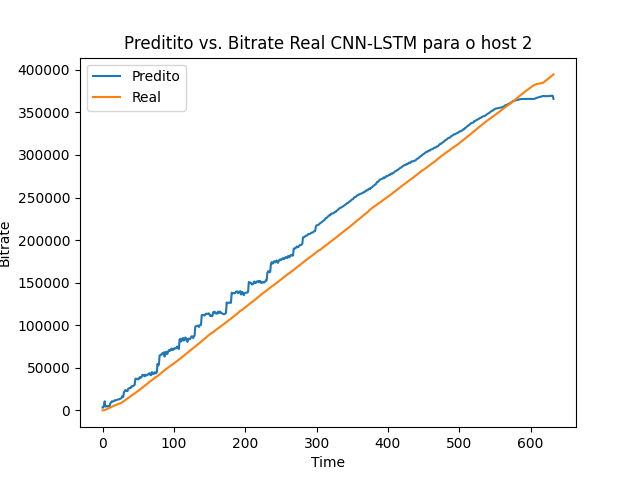 Preditito vs. Bitrate Real CNN-LSTM para o host 2
Predito
Real
400000
350000
300000
250000
200000
150000
100000
50000
0
Bitrate
0 100 200 300 400 500 600
Time